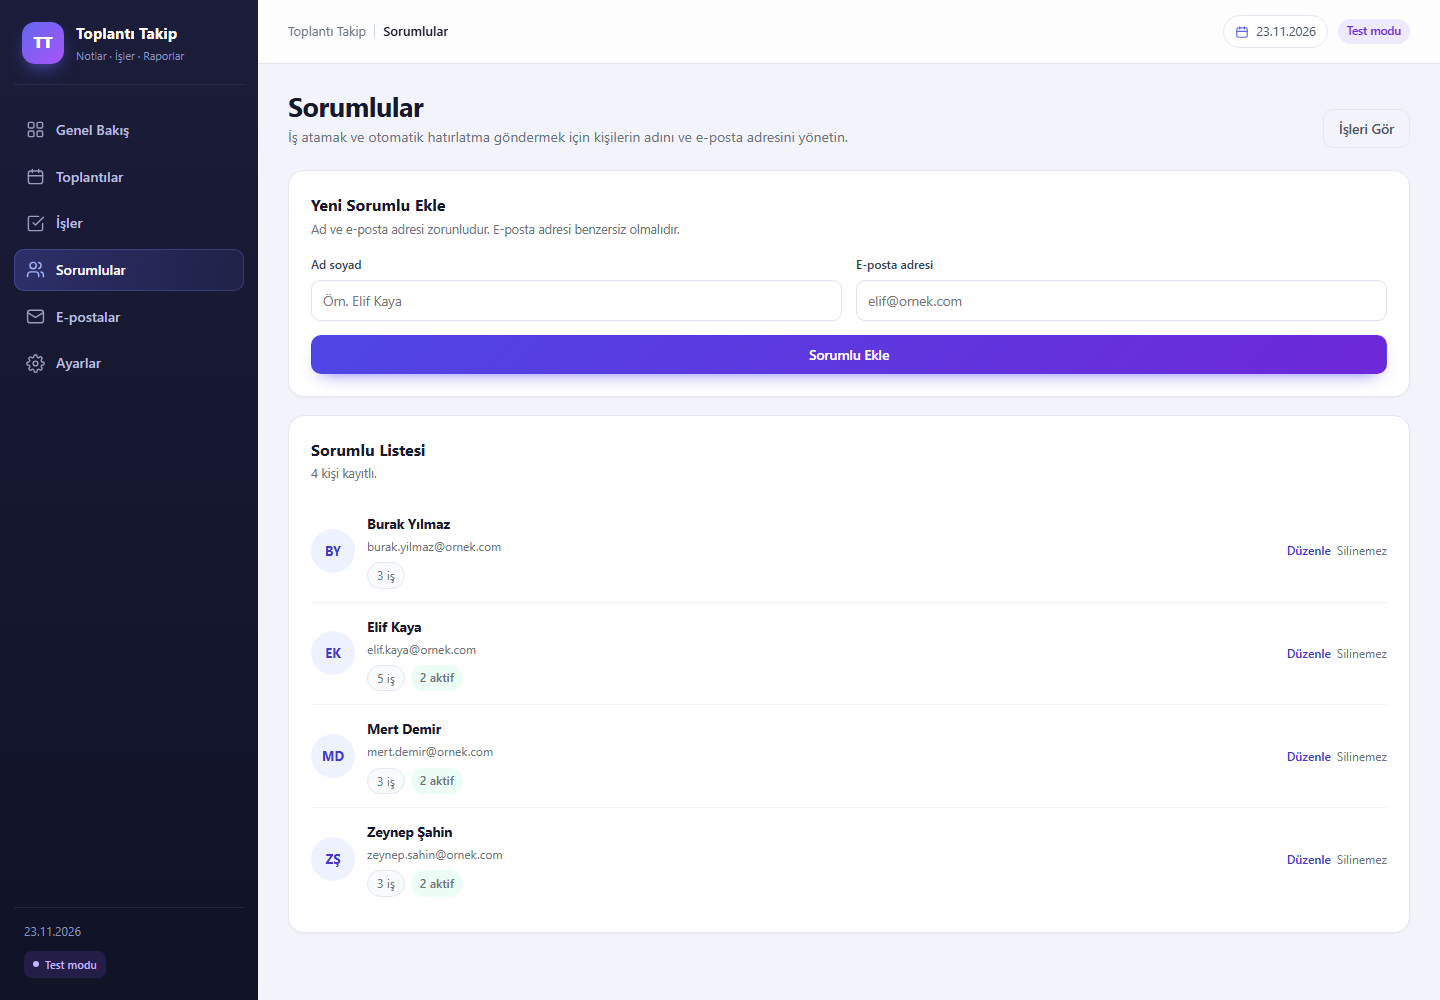 TT
Toplantı Takip
Notlar · İşler · Raporlar
Genel Bakış
Toplantılar
İşler
Sorumlular
E-postalar
Ayarlar
23.11.2026
Test modu
Toplantı Takip
Sorumlular
23.11.2026
Test modu
Sorumlular
İş atamak ve otomatik hatırlatma göndermek için kişilerin adını ve e-posta adresini yönetin.
İşleri Gör
Yeni Sorumlu Ekle
Ad ve e-posta adresi zorunludur. E-posta adresi benzersiz olmalıdır.
Ad soyad
E-posta adresi
Örn. Elif Kaya
elif@ornek.com
Sorumlu Ekle
Sorumlu Listesi
4 kişi kayıtlı.
BY
Burak Yılmaz
burak.yilmaz@ornek.com
3 iş
Düzenle Silinemez
EK
Elif Kaya
elif.kaya@ornek.com
5 iş 2 aktif
Düzenle Silinemez
MD
Mert Demir
mert.demir@ornek.com
3 iş 2 aktif
Düzenle Silinemez
ZŞ
Zeynep Şahin
zeynep.sahin@ornek.com
3 iş 2 aktif
Düzenle Silinemez